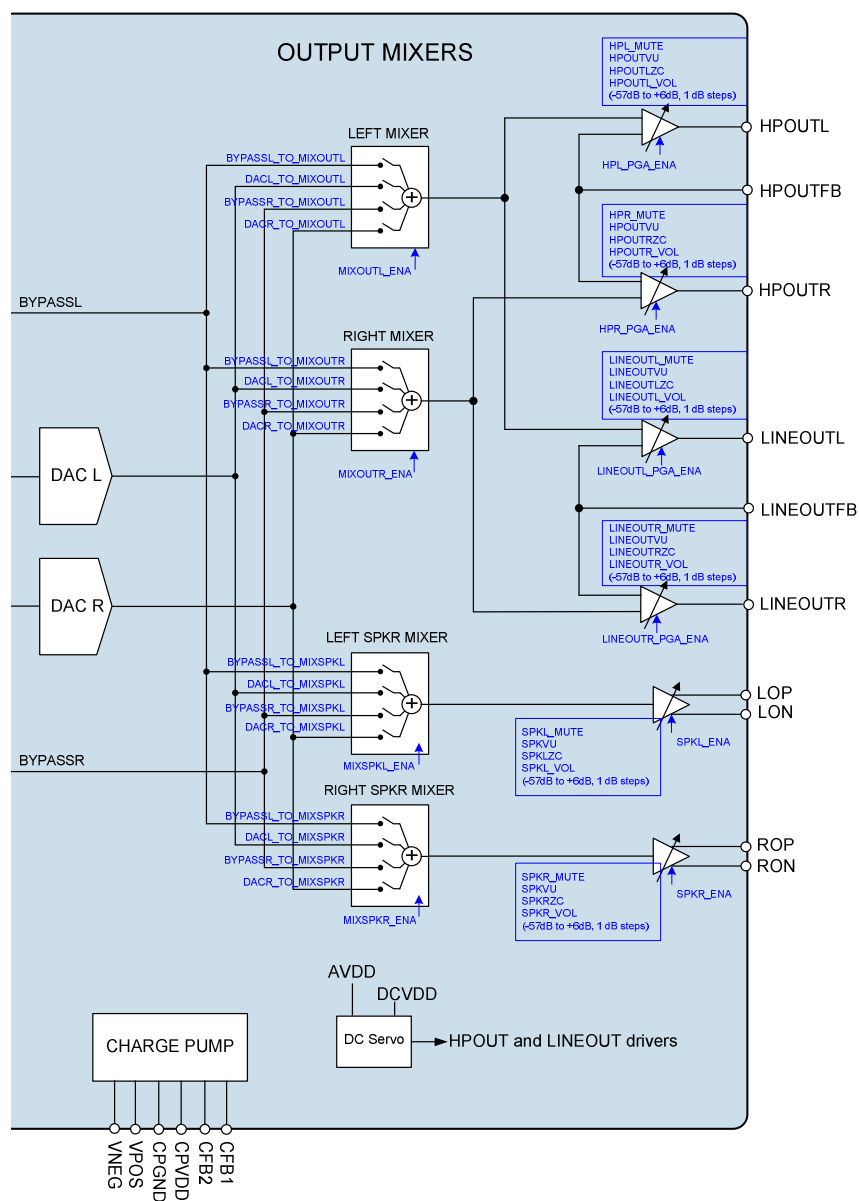 OUTPUT MIXERS
HPL_MUTE
HPOUTVU
HPOUTLZC
HPOUTL_VOL
(-57dB to +6dB, 1 dB steps)
HPOUTL
HPL_PGA_ENA
HPOUTFB
HPR_MUTE
HPOUTVU
HPOUTRZC
HPOUTR_VOL
(-57dB to +6dB, 1 dB steps)
HPOUTR
HPR_PGA_ENA
LEFT MIXER
BYPASSL_TO_MIXOUTL
DACL_TO_MIXOUTL
BYPASSR_TO_MIXOUTL
DACR_TO_MIXOUTL
MIXOUTL_ENA
BYPASSL
RIGHT MIXER
BYPASSL_TO_MIXOUTR
DACL_TO_MIXOUTR
BYPASSR_TO_MIXOUTR
DACR_TO_MIXOUTR
MIXOUTR_ENA
LINEOUTL_MUTE
LINEOUTVU
LINEOUTLZC
LINEOUTL_VOL
(-57dB to +6dB, 1 dB steps)
LINEOUTL
LINEOUTL_PGA_ENA
DAC L
LINEOUTFB
LINEOUTR_MUTE
LINEOUTVU
LINEOUTRZC
LINEOUTR_VOL
(-57dB to +6dB, 1 dB steps)
LINEOUTR
LINEOUTR_PGA_ENA
DAC R
LEFT SPKR MIXER
BYPASSL_TO_MIXSPKL
DACL_TO_MIXSPKL
BYPASSR_TO_MIXSPKL
DACR_TO_MIXSPKL
MIXSPKL_ENA
LOP
LON
SPKL_ENA
SPKL_MUTE
SPKVU
SPKLZC
SPKL_VOL
(-57dB to +6dB, 1 dB steps)
BYPASSR
RIGHT SPKR MIXER
BYPASSL_TO_MIXSPKR
DACL_TO_MIXSPKR
BYPASSR_TO_MIXSPKR
DACR_TO_MIXSPKR
MIXSPKR_ENA
ROP
RON
SPKR_ENA
SPKR_MUTE
SPKVU
SPKRZC
SPKR_VOL
(-57dB to +6dB, 1 dB steps)
AVDD
DCVDD
DC Servo
HPOUT and LINEOUT drivers
CHARGE PUMP
VNEG
VPOS
CPGND
CPVDD
CFB2
CFB1